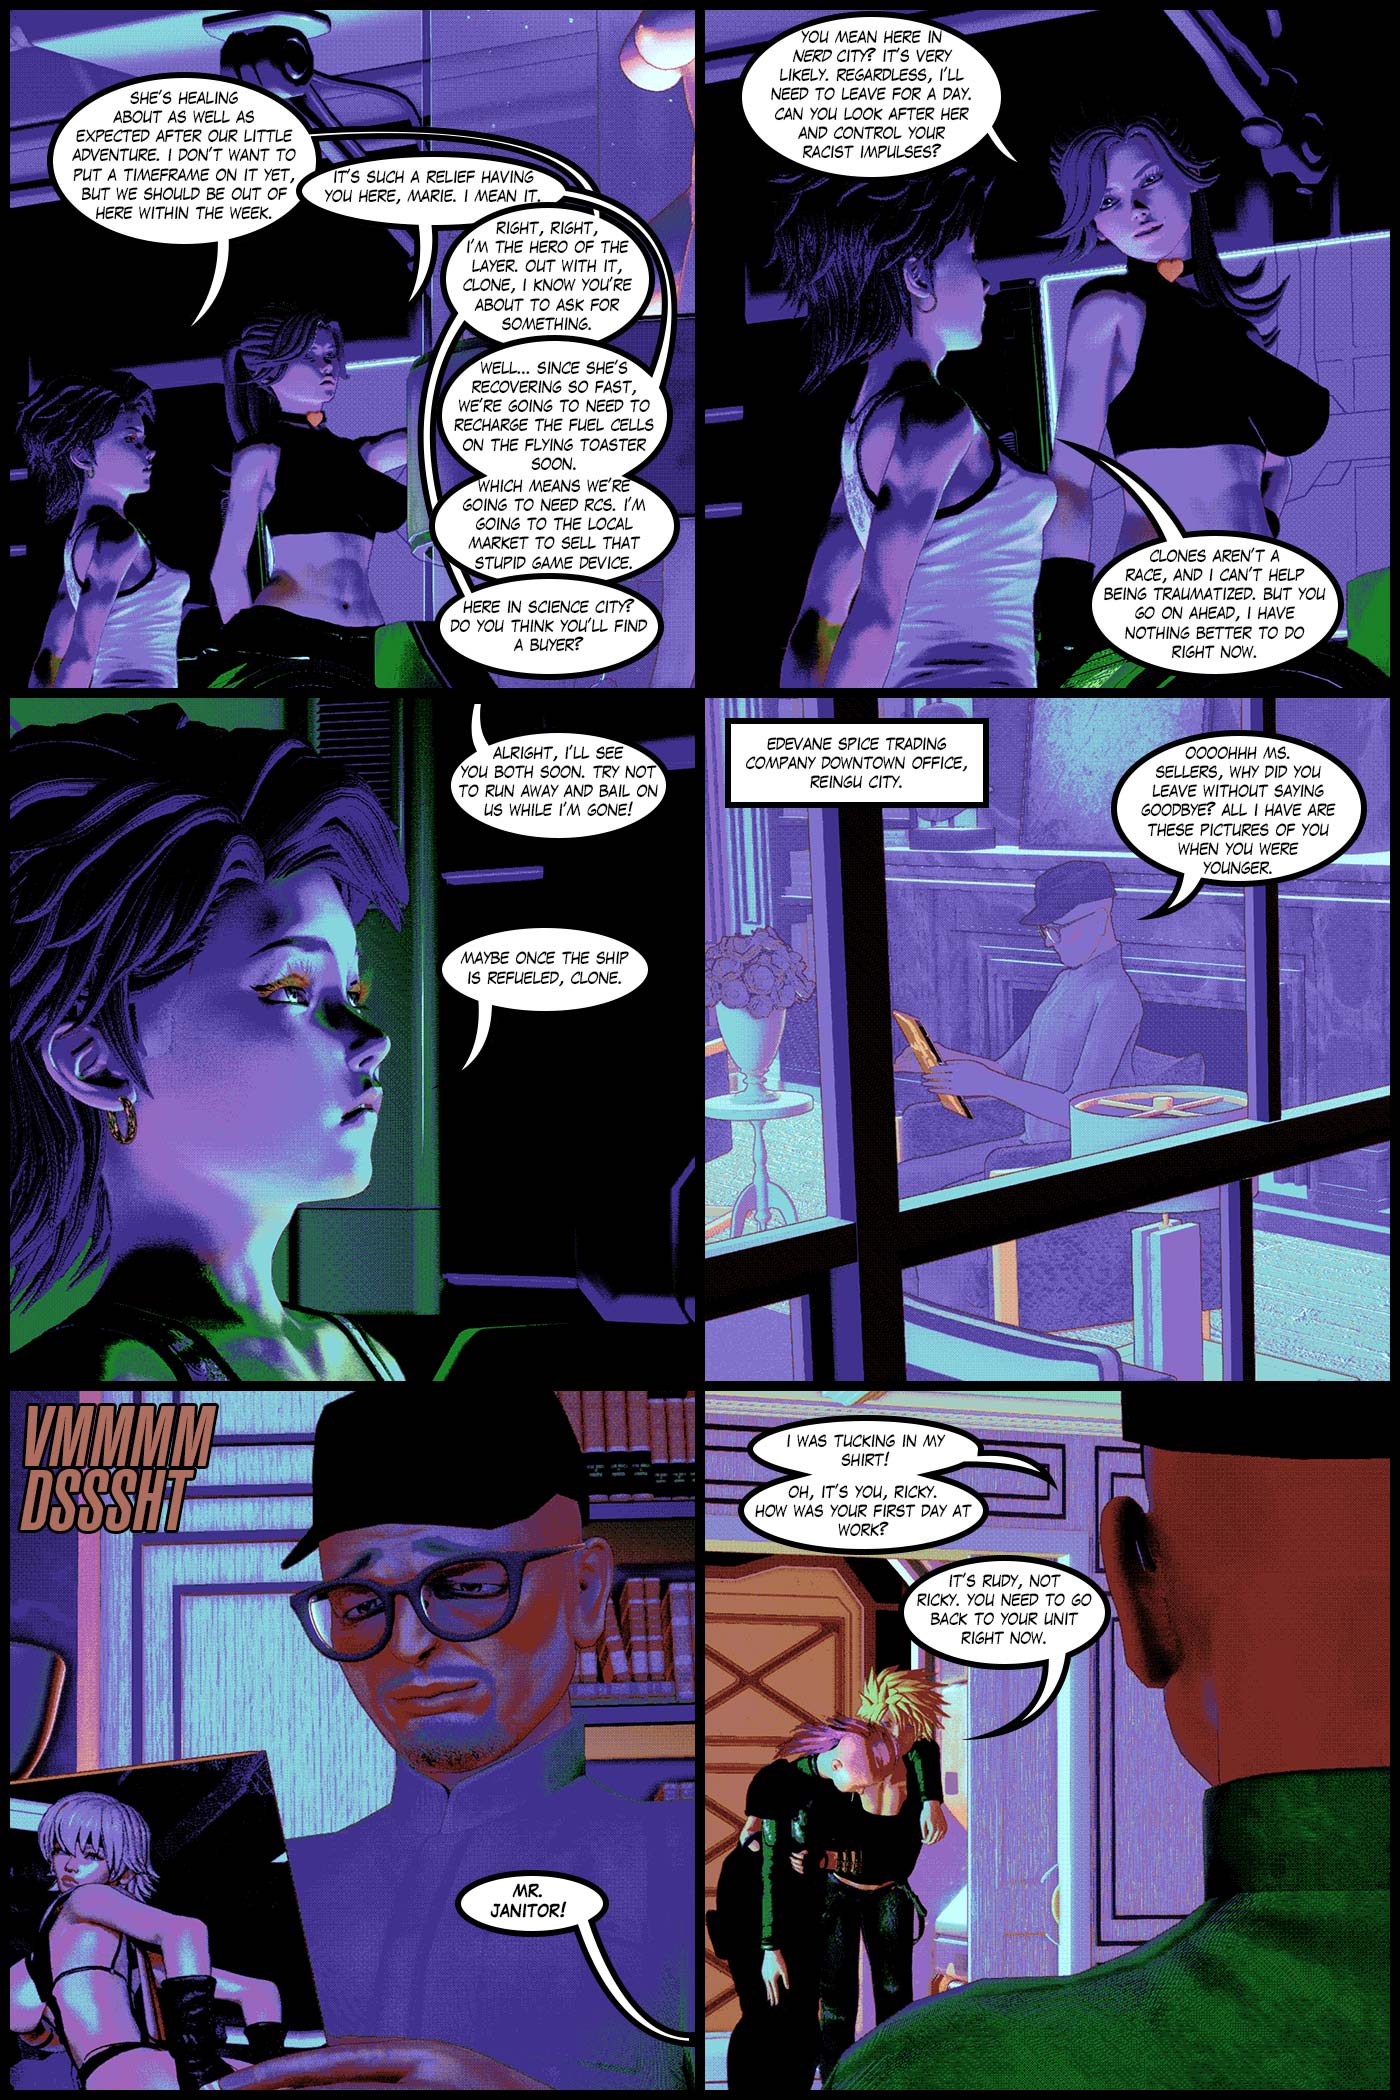 SHE'S HEALING
ABOUT AS WELL AS
EXPECTED AFTER OUR LITTLE
ADVENTURE. I DON'T WANT TO
PUT A TIMEFRAME ON IT YET,
BUT WE SHOULD BE OUT OF
HERE WITHIN THE WEEK.
IT'S SUCH A RELIEF HAVING
YOU HERE, MARIE. I MEAN IT.
RIGHT, RIGHT,
I'M THE HERO OF THE
LAYER. OUT WITH IT,
CLONE, I KNOW YOU'RE
ABOUT TO ASK FOR
SOMETHING.
WELL... SINCE SHE'S
RECOVERING SO FAST,
WE'RE GOING TO NEED TO
RECHARGE THE FUEL CELLS
ON THE FLYING TOASTER
SOON.
WHICH MEANS WE'RE
GOING TO NEED RCS. I'M
GOING TO THE LOCAL
MARKET TO SELL THAT
STUPID GAME DEVICE.
HERE IN SCIENCE CITY?
DO YOU THINK YOU'LL FIND
A BUYER?
YOU MEAN HERE IN
NERD CITY? IT'S VERY
LIKELY. REGARDLESS, I'LL
NEED TO LEAVE FOR A DAY.
CAN YOU LOOK AFTER HER
AND CONTROL YOUR
RACIST IMPULSES?
CLONES AREN'T A
RACE, AND I CAN'T HELP
BEING TRAUMATIZED. BUT YOU
GO ON AHEAD, I HAVE
NOTHING BETTER TO DO
RIGHT NOW.
ALRIGHT, I'LL SEE
YOU BOTH SOON. TRY NOT
TO RUN AWAY AND BAIL ON
US WHILE I'M GONE!
MAYBE ONCE THE SHIP
IS REFUELED, CLONE.
EDEVANE SPICE TRADING
COMPANY DOWNTOWN OFFICE,
REINGU CITY.
OOOOHHH MS.
SELLERS, WHY DID YOU
LEAVE WITHOUT SAYING
GOODBYE? ALL I HAVE ARE
THESE PICTURES OF YOU
WHEN YOU WERE
YOUNGER.
VMMMM
DSSSHT
MR.
JANITOR!
I WAS TUCKING IN MY
SHIRT!
OH, IT'S YOU, RICKY.
HOW WAS YOUR FIRST DAY AT
WORK?
IT'S RUDY, NOT
RICKY. YOU NEED TO GO
BACK TO YOUR UNIT
RIGHT NOW.